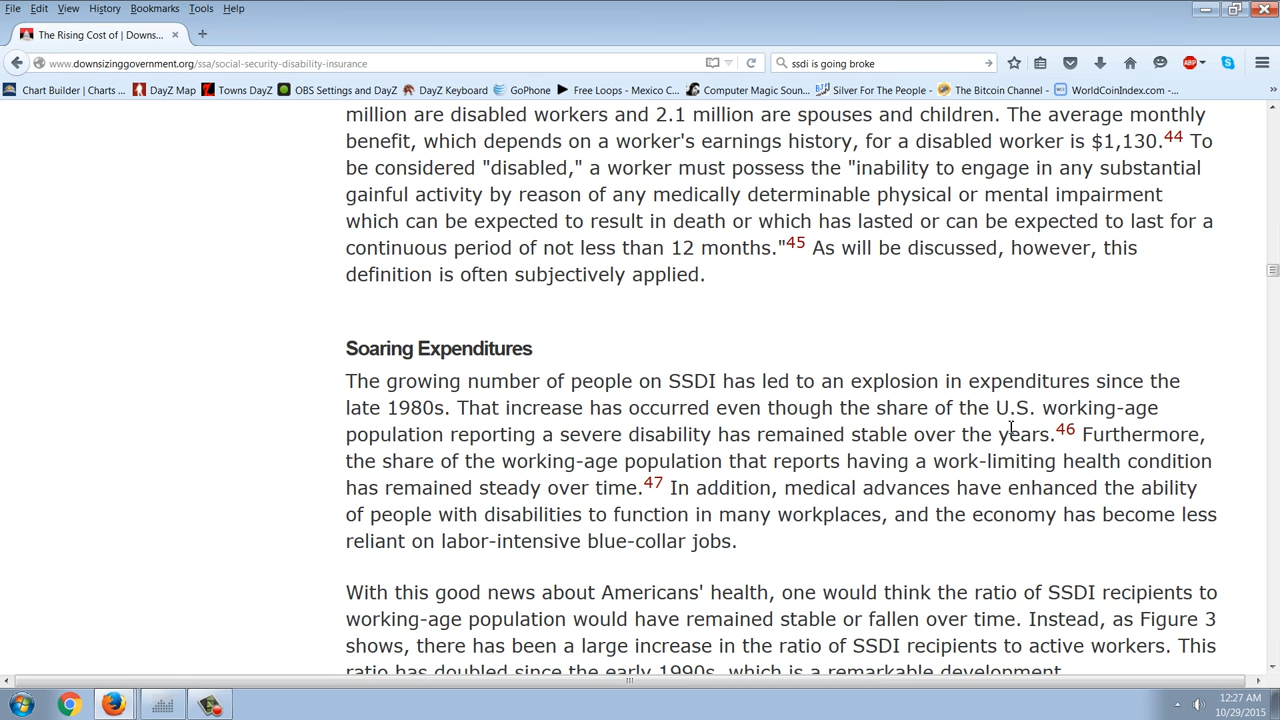 File Edit View History Bookmarks Tools Help
The Rising Cost of | Downs...
www.downsizinggovernment.org/ssa/social-security-disability-insurance
ssdi is going broke
Chart Builder | Charts ... DayZ Map Town's DayZ OBS Settings and DayZ DayZ Keyboard GoPhone Free Loops - Mexico C... Computer Magic Soun... Silver For The People - ... The Bitcoin Channel - ... WorldCoinIndex.com - ...
million are disabled workers and 2.1 million are spouses and children. The average monthly
benefit, which depends on a worker's earnings history, for a disabled worker is $1,130.44 To
be considered "disabled," a worker must possess the "inability to engage in any substantial
gainful activity by reason of any medically determinable physical or mental impairment
which can be expected to result in death or which has lasted or can be expected to last for a
continuous period of not less than 12 months."45 As will be discussed, however, this
definition is often subjectively applied.
Soaring Expenditures
The growing number of people on SSDI has led to an explosion in expenditures since the
late 1980s. That increase has occurred even though the share of the U.S. working-age
population reporting a severe disability has remained stable over the years.46 Furthermore,
the share of the working-age population that reports having a work-limiting health condition
has remained steady over time.47 In addition, medical advances have enhanced the ability
of people with disabilities to function in many workplaces, and the economy has become less
reliant on labor-intensive blue-collar jobs.
With this good news about Americans' health, one would think the ratio of SSDI recipients to
working-age population would have remained stable or fallen over time. Instead, as Figure 3
shows, there has been a large increase in the ratio of SSDI recipients to active workers. This
ratio has doubled since the early 1990s, which is a remarkable development.
12:27 AM
10/29/2015